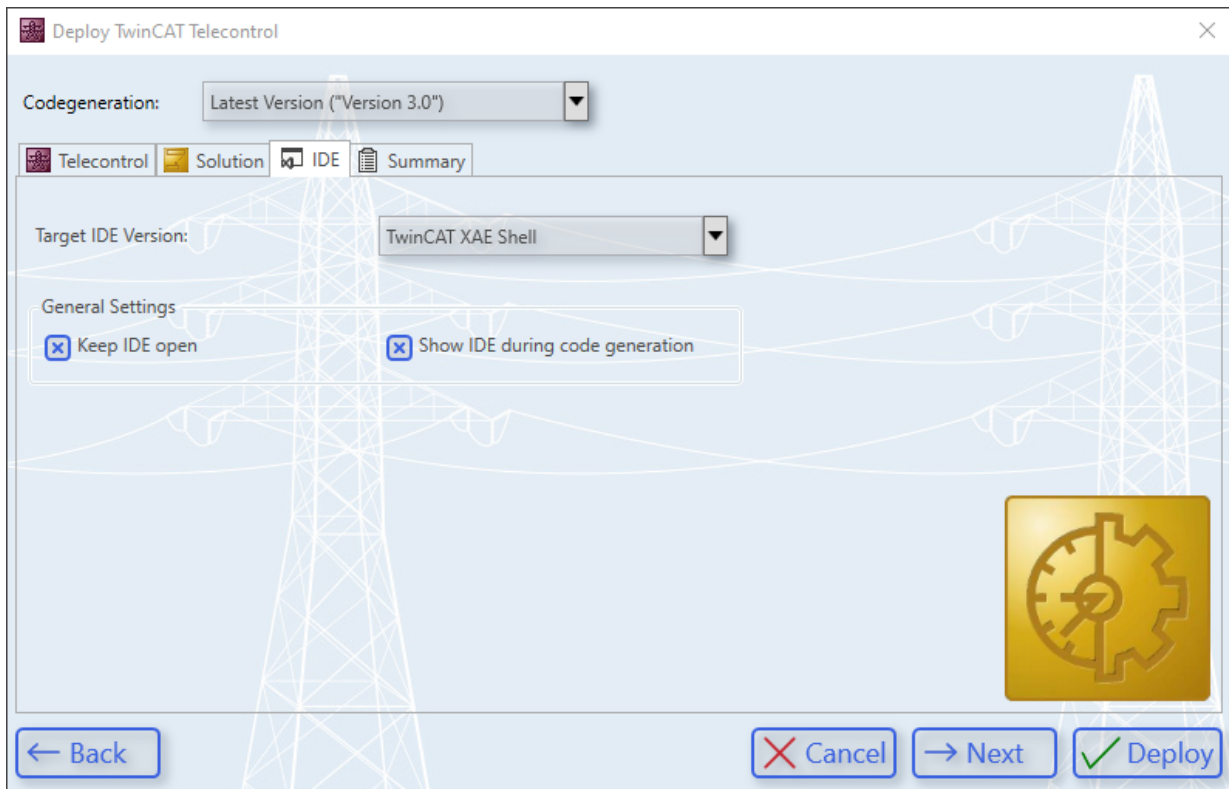 Deploy TwinCAT Telecontrol
Codegeneration: Latest Version ("Version 3.0")
Telecontrol Solution IDE Summary
Target IDE Version: TwinCAT XAE Shell
General Settings
Keep IDE open Show IDE during code generation
Back Cancel Next Deploy